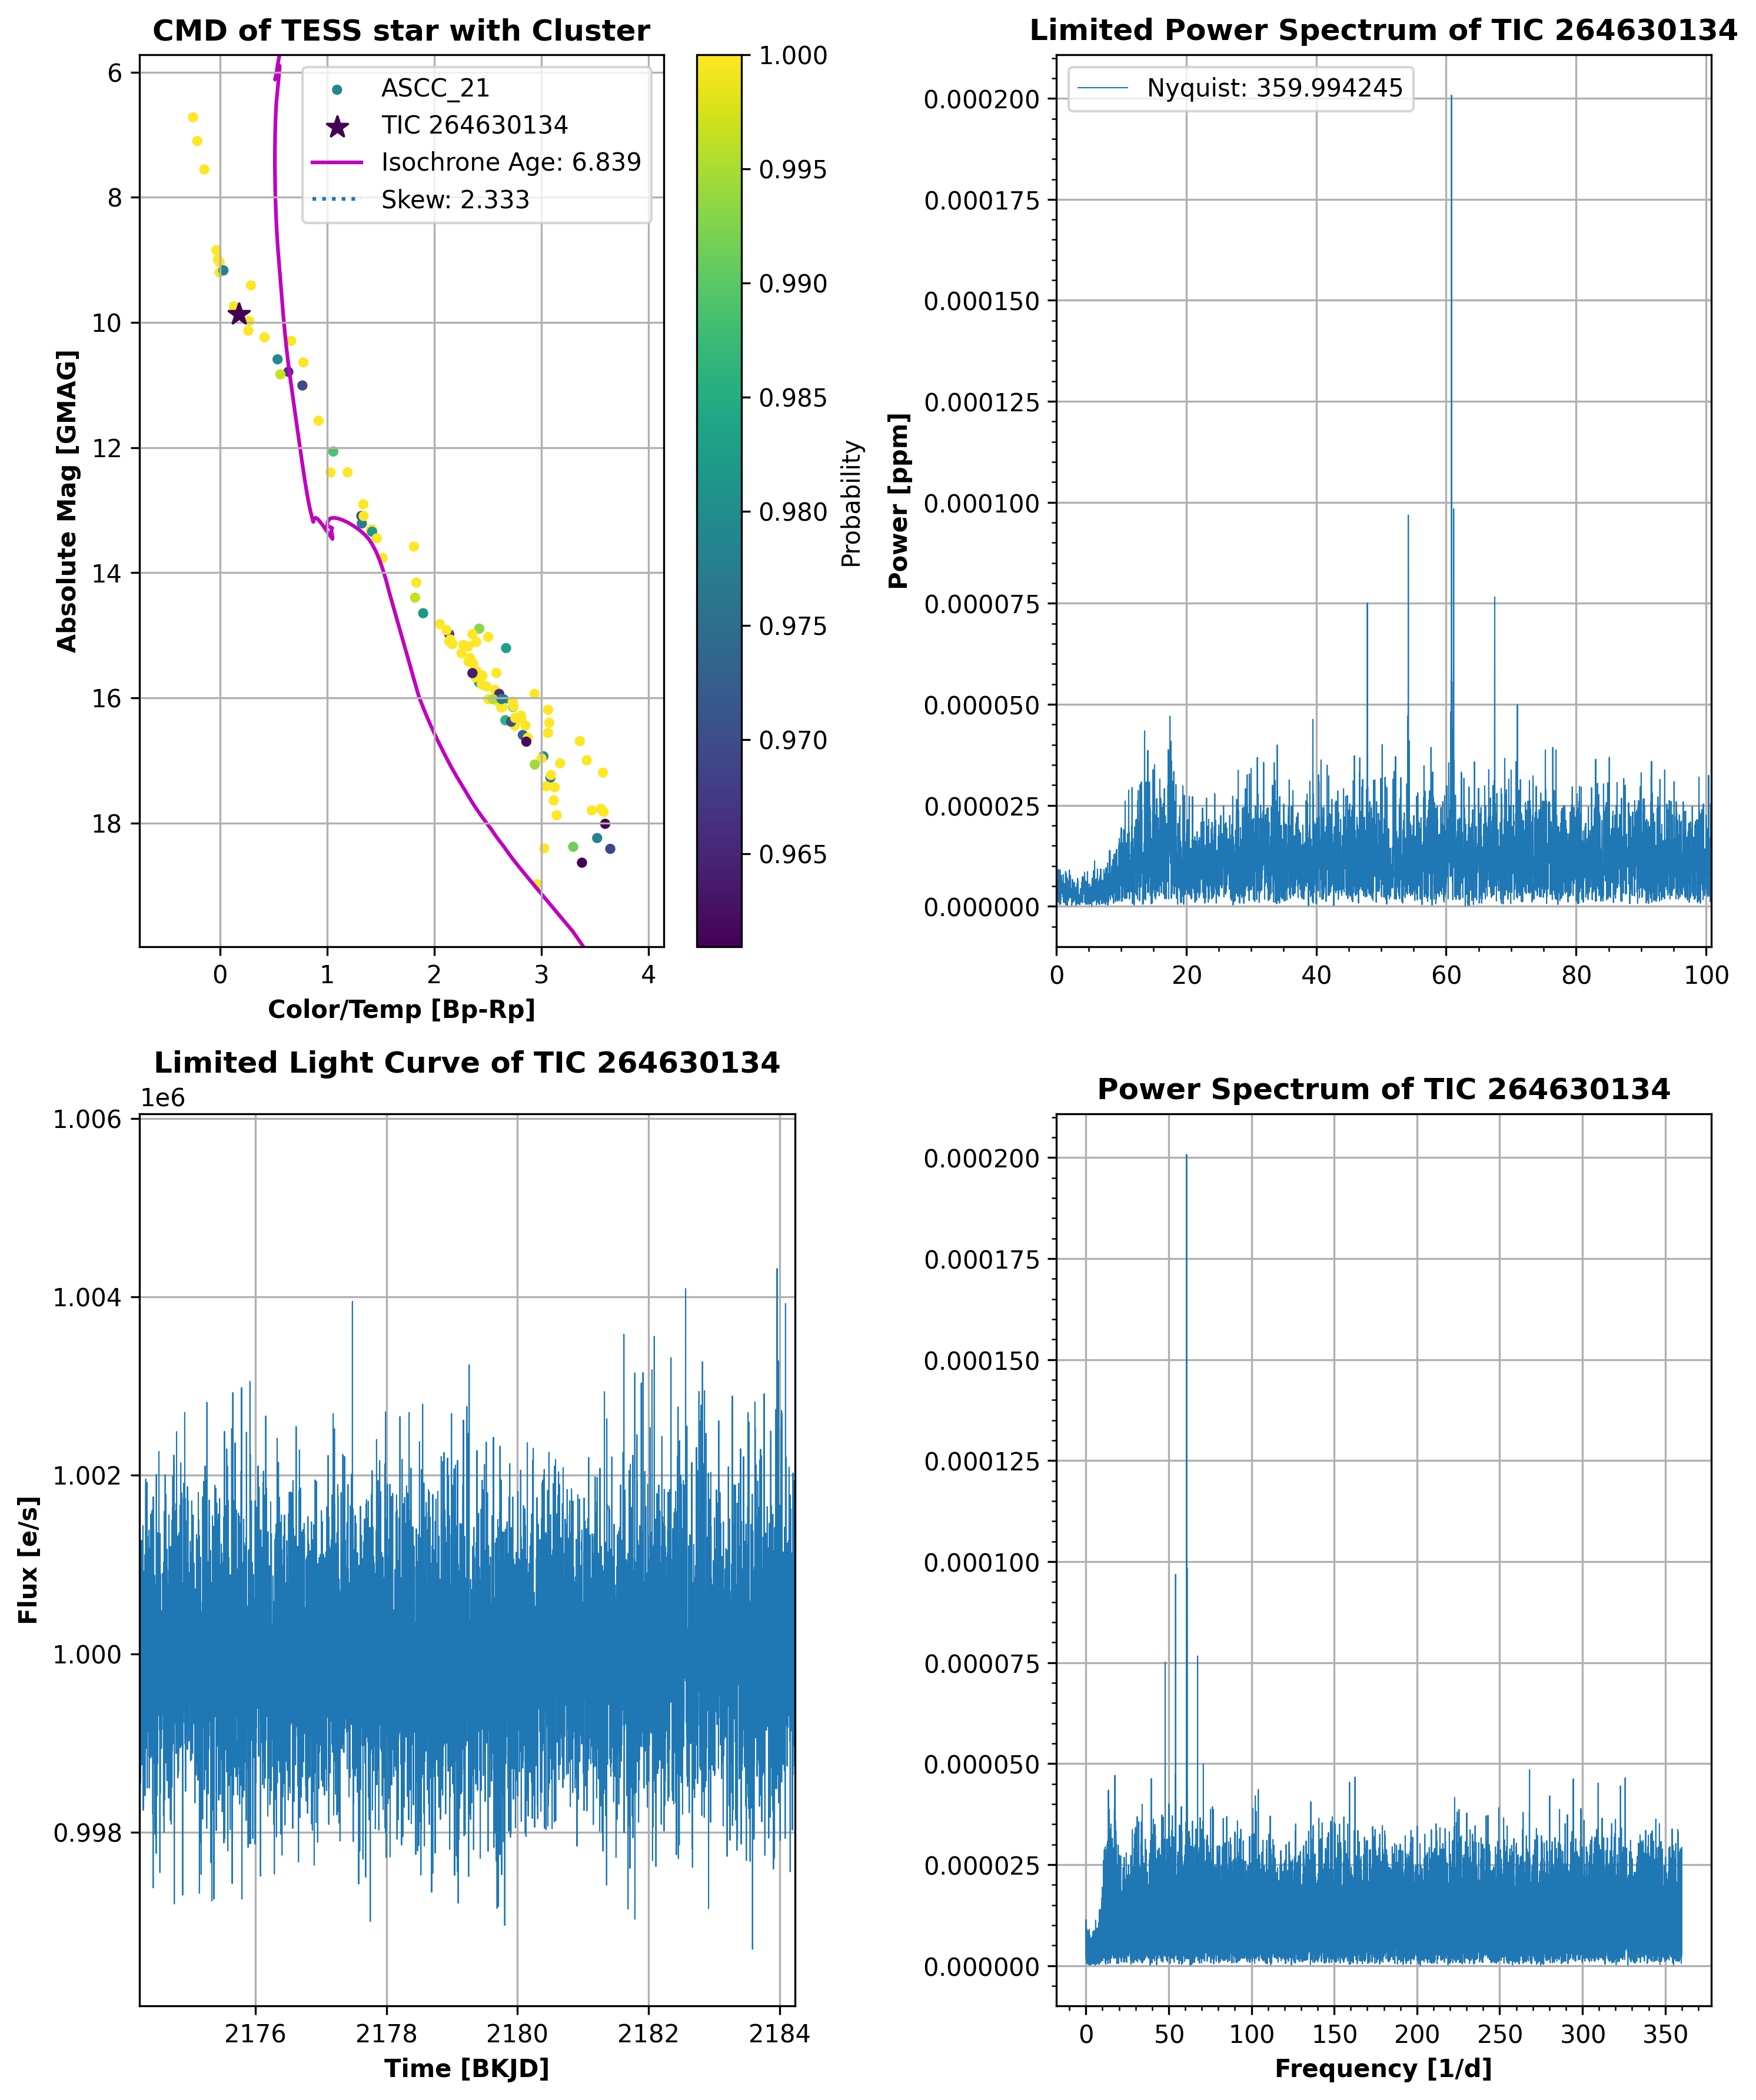 CMD of TESS star with Cluster
ASCC_21
TIC 264630134
Isochrone Age: 6.839
Skew: 2.333
6
8
10
12
14
16
18
Absolute Mag [GMAG]
0 1 2 3 4
Color/Temp [Bp-Rp]
1.000
0.995
0.990
0.985
0.980
0.975
0.970
0.965
Probability
Limited Power Spectrum of TIC 264630134
Nyquist: 359.994245
0.000200
0.000175
0.000150
0.000125
0.000100
0.000075
0.000050
0.000025
0.000000
Power [ppm]
0 20 40 60 80 100
Limited Light Curve of TIC 264630134
1e6
1.006
1.004
1.002
1.000
0.998
Flux [e/s]
2176 2178 2180 2182 2184
Time [BKJD]
Power Spectrum of TIC 264630134
0.000200
0.000175
0.000150
0.000125
0.000100
0.000075
0.000050
0.000025
0.000000
0 50 100 150 200 250 300 350
Frequency [1/d]